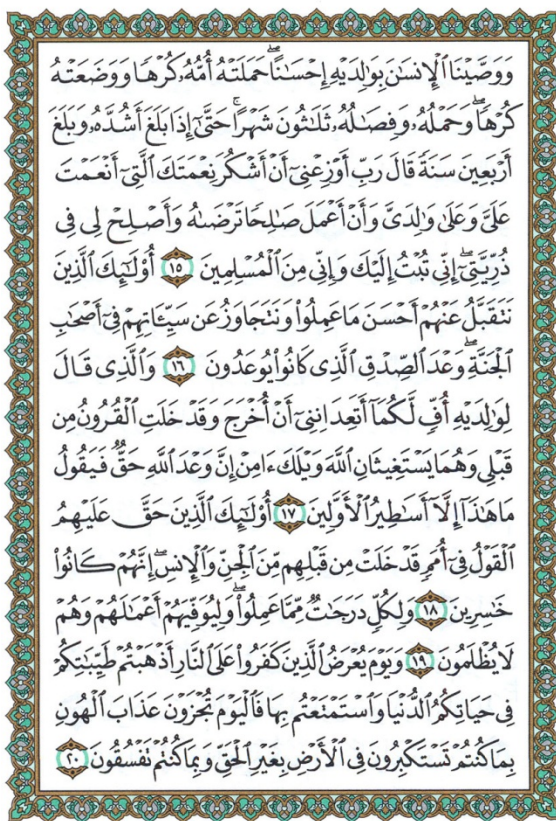 وَوَصَّيْنَا ٱلْإِنسَٰنَ بِوَٰلِدَيْهِ إِحْسَٰنًا ۖ حَمَلَتْهُ أُمُّهُۥ كُرْهًا وَوَضَعَتْهُ
كُرْهًا ۖ وَحَمْلُهُۥ وَفِصَٰلُهُۥ ثَلَٰثُونَ شَهْرًا ۚ حَتَّىٰٓ إِذَا بَلَغَ أَشُدَّهُۥ وَبَلَغَ
أَرْبَعِينَ سَنَةً قَالَ رَبِّ أَوْزِعْنِىٓ أَنْ أَشْكُرَ نِعْمَتَكَ ٱلَّتِىٓ أَنْعَمْتَ
عَلَىَّ وَعَلَىٰ وَٰلِدَىَّ وَأَنْ أَعْمَلَ صَٰلِحًا تَرْضَىٰهُ وَأَصْلِحْ لِى فِى
ذُرِّيَّتِىٓ ۖ إِنِّى تُبْتُ إِلَيْكَ وَإِنِّى مِنَ ٱلْمُسْلِمِينَ ١٥ أُو۟لَٰٓئِكَ ٱلَّذِينَ
نَتَقَبَّلُ عَنْهُمْ أَحْسَنَ مَا عَمِلُوا۟ وَنَتَجَاوَزُ عَن سَيِّـَٔاتِهِمْ فِىٓ أَصْحَٰبِ
ٱلْجَنَّةِ ۖ وَعْدَ ٱلصِّدْقِ ٱلَّذِى كَانُوا۟ يُوعَدُونَ ١٦ وَٱلَّذِى قَالَ
لِوَٰلِدَيْهِ أُفٍّ لَّكُمَآ أَتَعِدَانِنِىٓ أَنْ أُخْرَجَ وَقَدْ خَلَتِ ٱلْقُرُونُ مِن
قَبْلِى وَهُمَا يَسْتَغِيثَانِ ٱللَّهَ وَيْلَكَ ءَامِنْ إِنَّ وَعْدَ ٱللَّهِ حَقٌّ فَيَقُولُ
مَا هَٰذَآ إِلَّآ أَسَٰطِيرُ ٱلْأَوَّلِينَ ١٧ أُو۟لَٰٓئِكَ ٱلَّذِينَ حَقَّ عَلَيْهِمُ
ٱلْقَوْلُ فِىٓ أُمَمٍ قَدْ خَلَتْ مِن قَبْلِهِم مِّنَ ٱلْجِنِّ وَٱلْإِنسِ ۖ إِنَّهُمْ كَانُوا۟
خَٰسِرِينَ ١٨ وَلِكُلٍّ دَرَجَٰتٌ مِّمَّا عَمِلُوا۟ ۖ وَلِيُوَفِّيَهُمْ أَعْمَٰلَهُمْ وَهُمْ
لَا يُظْلَمُونَ ١٩ وَيَوْمَ يُعْرَضُ ٱلَّذِينَ كَفَرُوا۟ عَلَى ٱلنَّارِ أَذْهَبْتُمْ طَيِّبَٰتِكُمْ
فِى حَيَاتِكُمُ ٱلدُّنْيَا وَٱسْتَمْتَعْتُم بِهَا فَٱلْيَوْمَ تُجْزَوْنَ عَذَابَ ٱلْهُونِ
بِمَا كُنتُمْ تَسْتَكْبِرُونَ فِى ٱلْأَرْضِ بِغَيْرِ ٱلْحَقِّ وَبِمَا كُنتُمْ تَفْسُقُونَ ٢٠